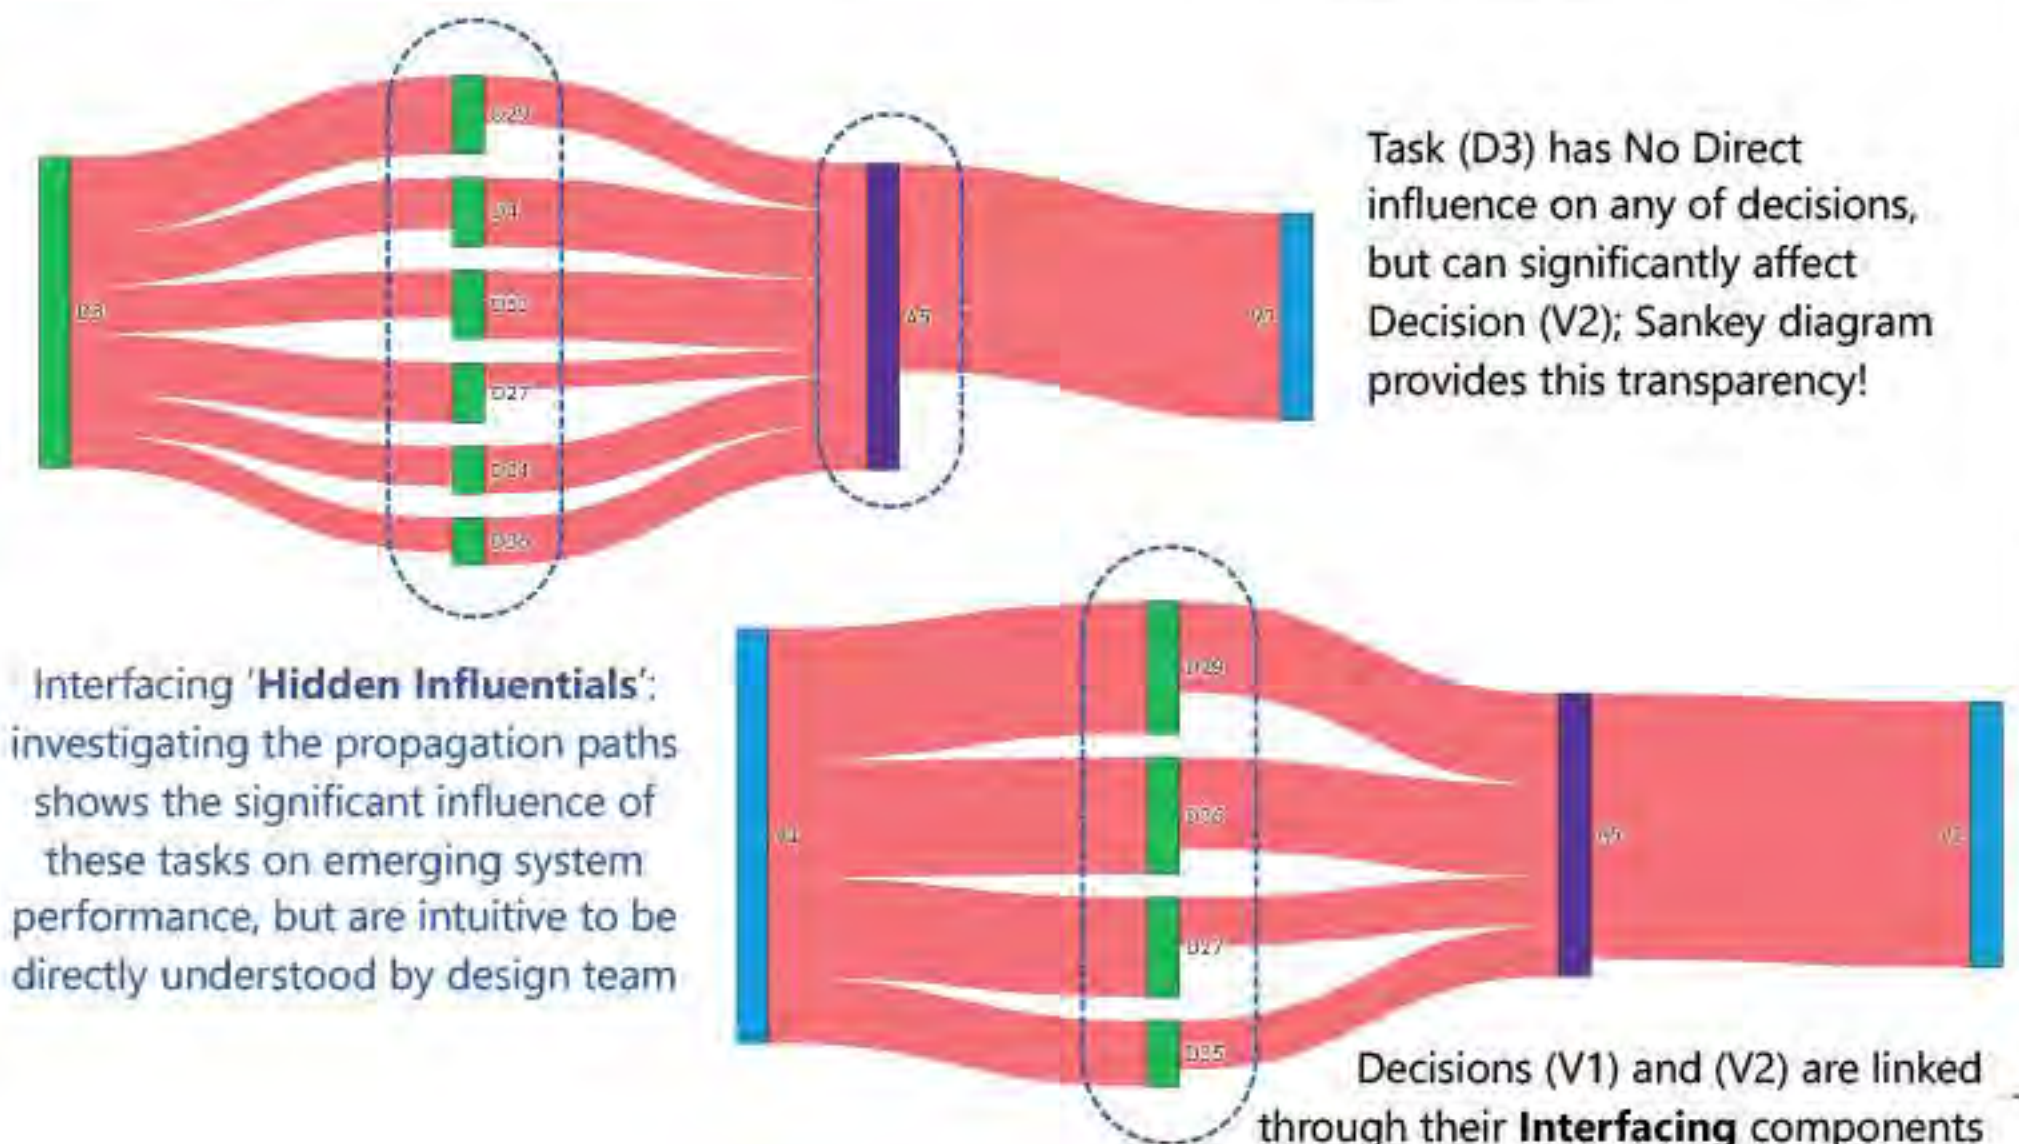 D3
D27
D24
A5
Task (D3) has No Direct
influence on any of decisions,
but can significantly affect
Decision (V2); Sankey diagram
provides this transparency!
Interfacing 'Hidden Influentials':
investigating the propagation paths
shows the significant influence of
these tasks on emerging system
performance, but are intuitive to be
directly understood by design team
D27
Decisions (V1) and (V2) are linked
through their Interfacing components